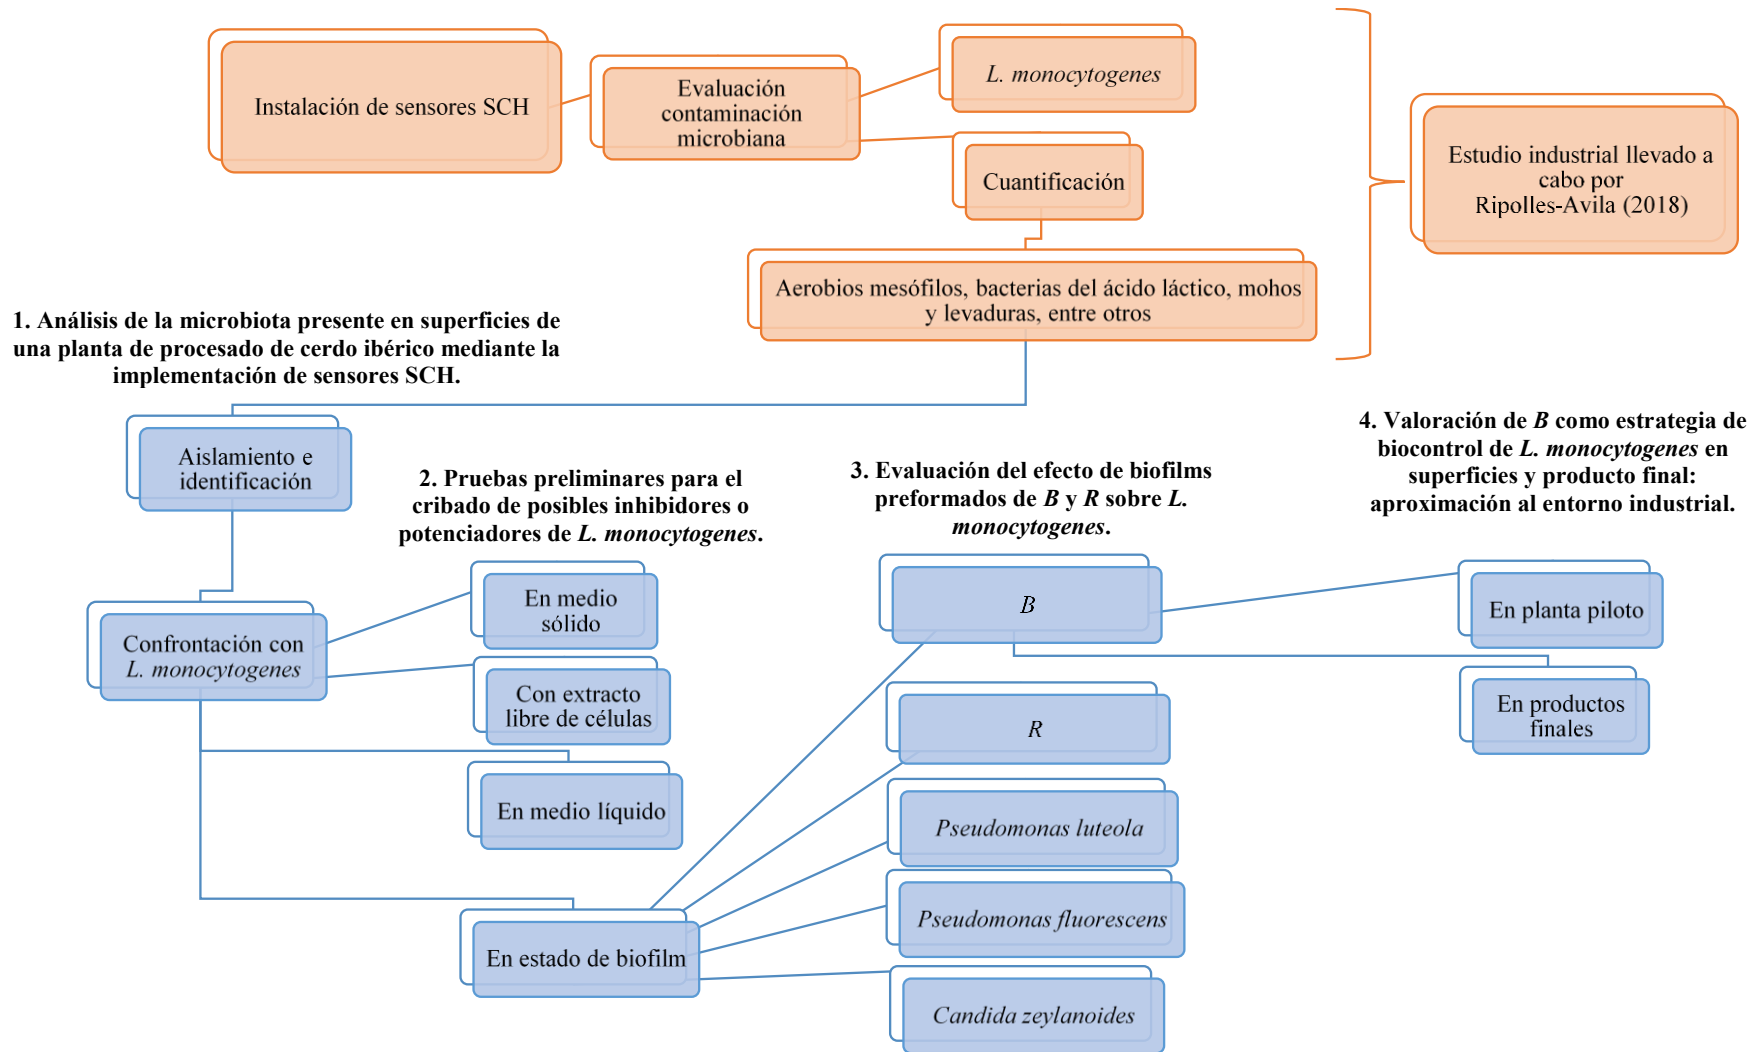 Instalación de sensores SCH
Evaluación
contaminación
microbiana
L. monocytogenes
Cuantificación
Aerobios mesófilos, bacterias del ácido láctico, mohos
y levaduras, entre otros
Estudio industrial llevado a
cabo por
Ripolles-Avila (2018)
1. Análisis de la microbiota presente en superficies de
una planta de procesado de cerdo ibérico mediante la
implementación de sensores SCH.
Aislamiento e
identificación
Confrontación con
L. monocytogenes
2. Pruebas preliminares para el
cribado de posibles inhibidores o
potenciadores de L. monocytogenes.
En medio
sólido
Con extracto
libre de células
En medio líquido
En estado de biofilm
3. Evaluación del efecto de biofilms
preformados de B y R sobre L.
monocytogenes.
B
R
Pseudomonas luteola
Pseudomonas fluorescens
Candida zeylanoides
4. Valoración de B como estrategia de
biocontrol de L. monocytogenes en
superficies y producto final:
aproximación al entorno industrial.
En planta piloto
En productos
finales